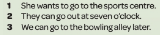 1 She wants to go to the sports centre.
2 They can go out at seven o'clock.
3 We can go to the bowling alley later.